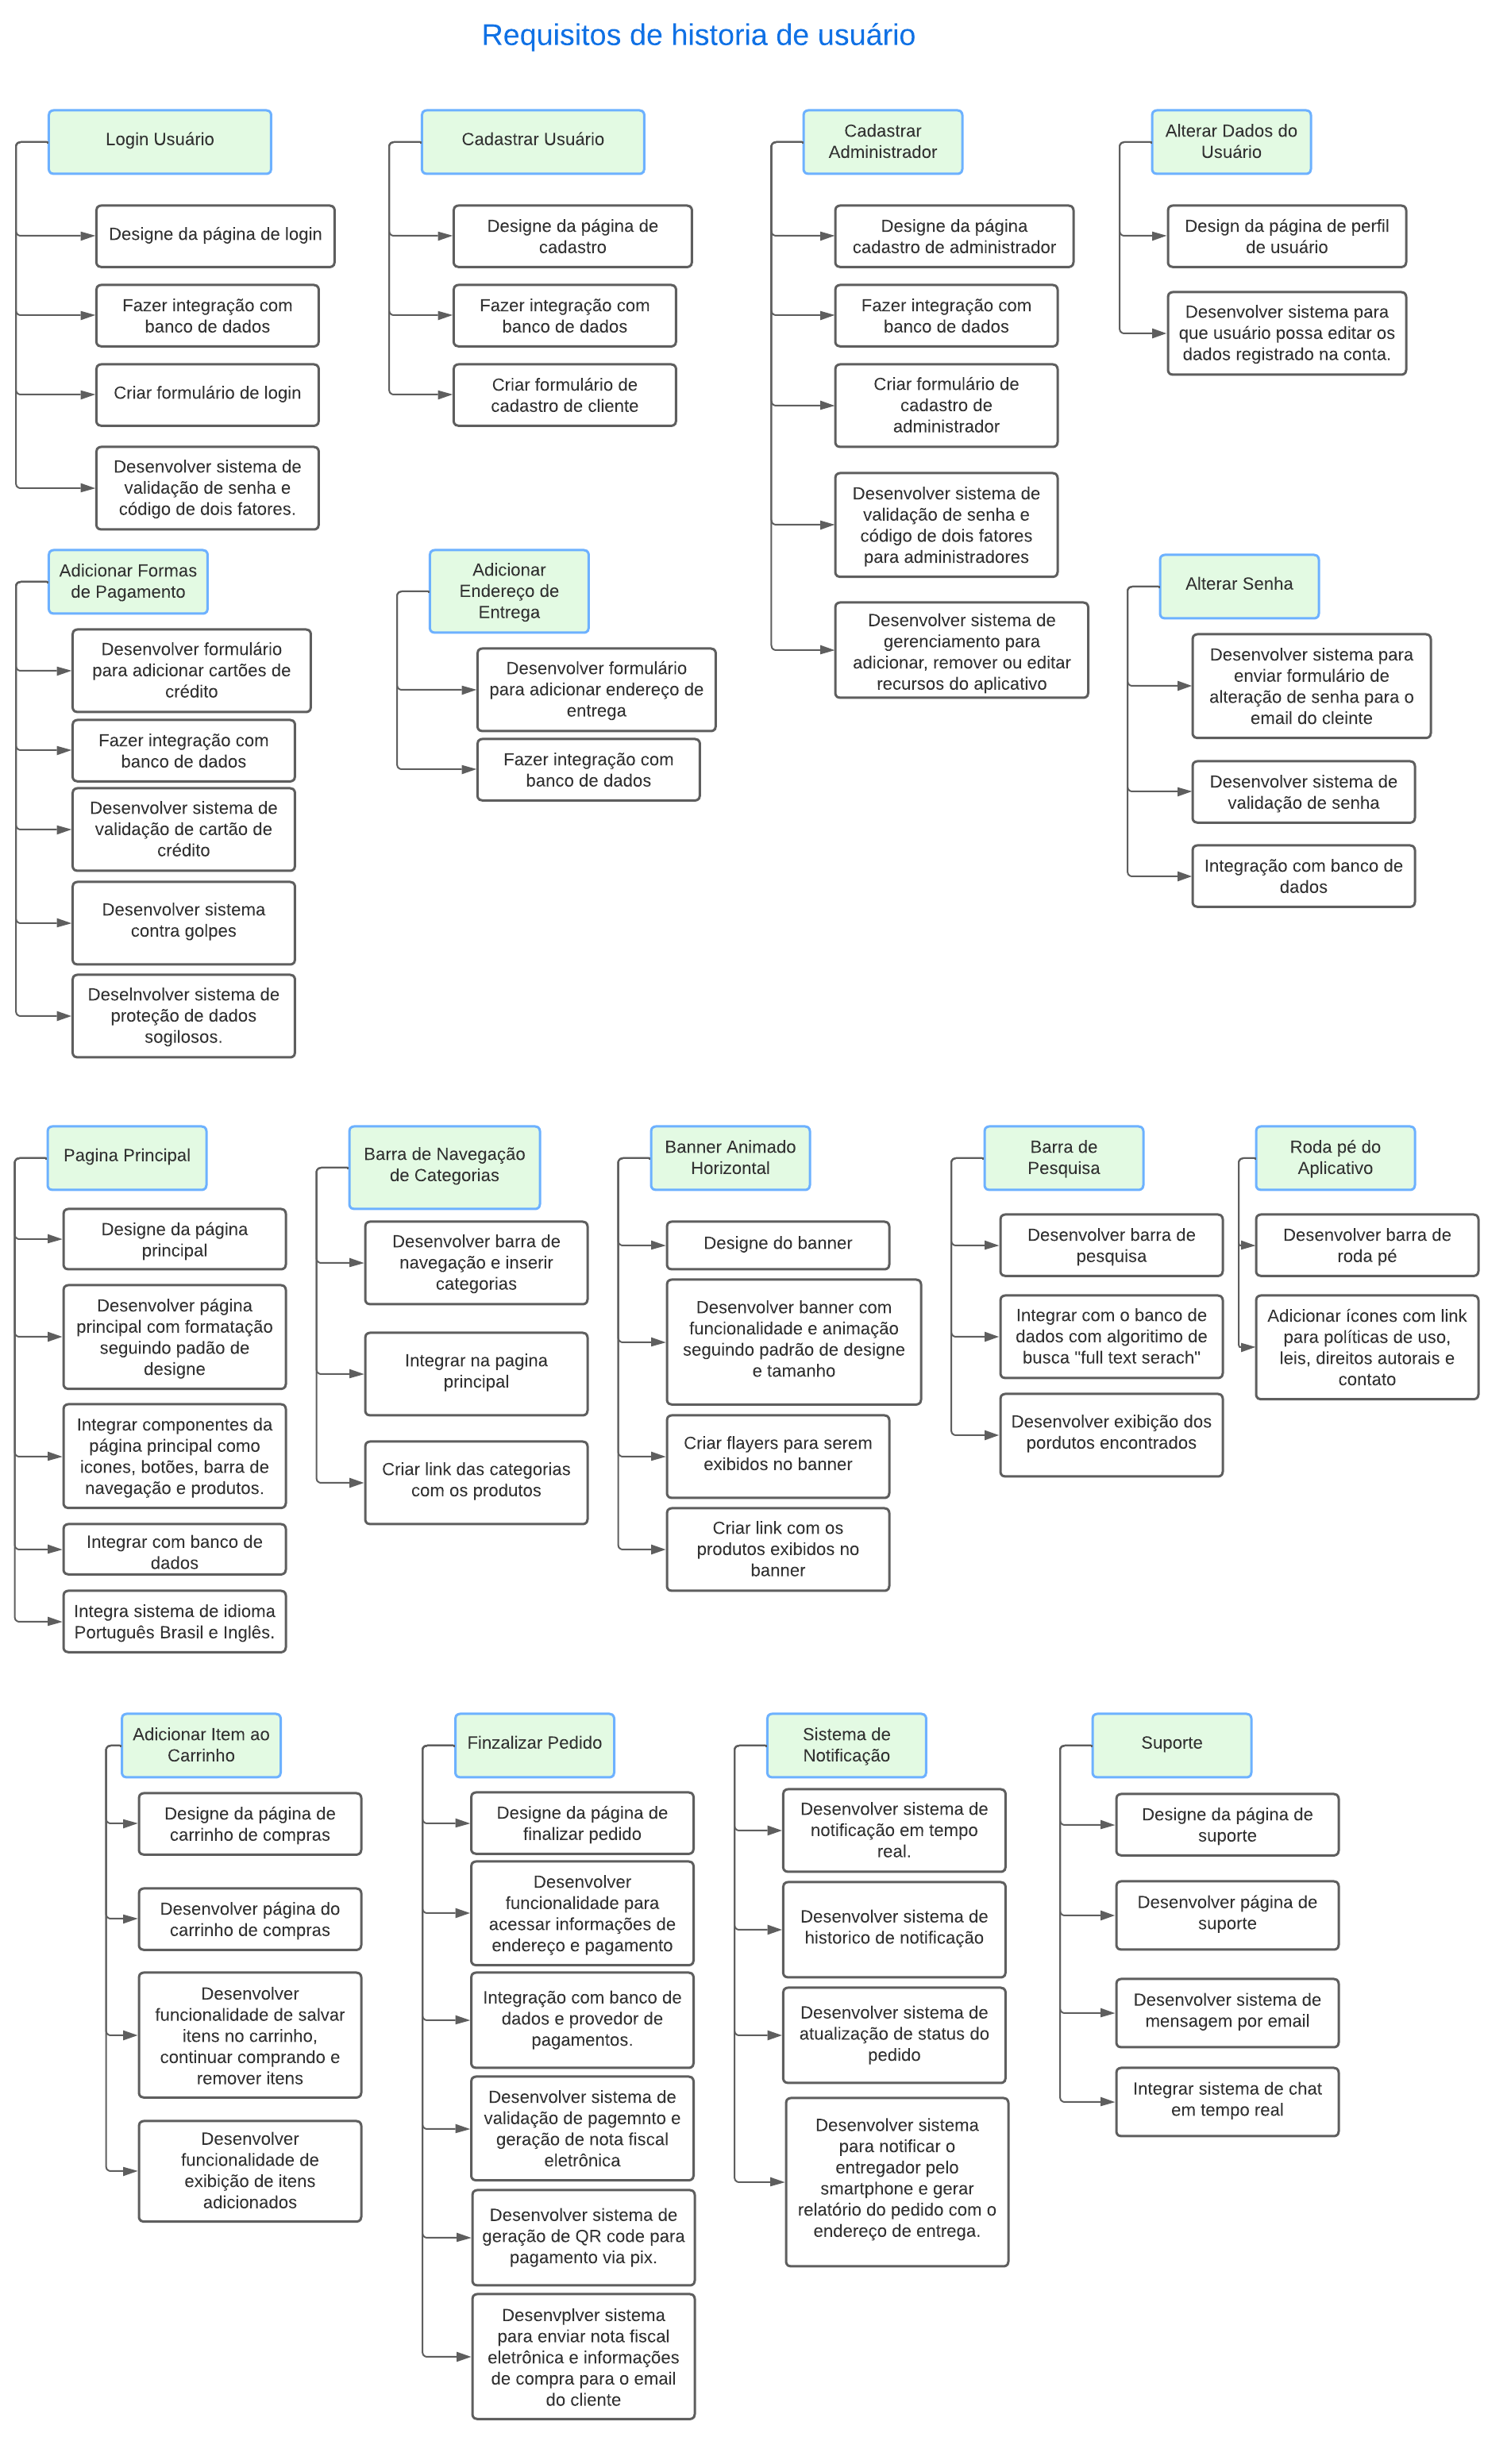 Requisitos de historia de usuário
Login Usuário
Designe da página de login
Fazer integração com
banco de dados
Criar formulário de login
Desenvolver sistema de
validação de senha e
código de dois fatores.
Cadastrar Usuário
Designe da página de
cadastro
Fazer integração com
banco de dados
Criar formulário de
cadastro de cliente
Cadastrar
Administrador
Designe da página
cadastro de administrador
Fazer integração com
banco de dados
Criar formulário de
cadastro de
administrador
Desenvolver sistema de
validação de senha e
código de dois fatores
para administradores
Desenvolver sistema de
gerenciamento para
adicionar, remover ou editar
recursos do aplicativo
Alterar Dados do
Usuário
Design da página de perfil
de usuário
Desenvolver sistema para
que usuário possa editar os
dados registrado na conta.
Adicionar Formas
de Pagamento
Desenvolver formulário
para adicionar cartões de
crédito
Fazer integração com
banco de dados
Desenvolver sistema de
validação de cartão de
crédito
Desenvolver sistema
contra golpes
Deselnvolver sistema de
proteção de dados
sogilosos.
Adicionar
Endereço de
Entrega
Desenvolver formulário
para adicionar endereço de
entrega
Fazer integração com
banco de dados
Alterar Senha
Desenvolver sistema para
enviar formulário de
alteração de senha para o
email do cleinte
Desenvolver sistema de
validação de senha
Integração com banco de
dados
Pagina Principal
Designe da página
principal
Desenvolver página
principal com formatação
seguindo padão de
designe
Integrar componentes da
página principal como
icones, botões, barra de
navegação e produtos.
Integrar com banco de
dados
Integra sistema de idioma
Português Brasil e Inglês.
Barra de Navegação
de Categorias
Desenvolver barra de
navegação e inserir
categorias
Integrar na pagina
principal
Criar link das categorias
com os produtos
Banner Animado
Horizontal
Designe do banner
Desenvolver banner com
funcionalidade e animação
seguindo padrão de designe
e tamanho
Criar flayers para serem
exibidos no banner
Criar link com os
produtos exibidos no
banner
Barra de
Pesquisa
Desenvolver barra de
pesquisa
Integrar com o banco de
dados com algoritimo de
busca "full text serach"
Desenvolver exibição dos
pordutos encontrados
Roda pé do
Aplicativo
Desenvolver barra de
roda pé
Adicionar ícones com link
para políticas de uso,
leis, direitos autorais e
contato
Adicionar Item ao
Carrinho
Designe da página de
carrinho de compras
Desenvolver página do
carrinho de compras
Desenvolver
funcionalidade de salvar
itens no carrinho,
continuar comprando e
remover itens
Desenvolver
funcionalidade de
exibição de itens
adicionados
Finzalizar Pedido
Designe da página de
finalizar pedido
Desenvolver
funcionalidade para
acessar informações de
endereço e pagamento
Integração com banco de
dados e provedor de
pagamentos.
Desenvolver sistema de
validação de pagemnto e
geração de nota fiscal
eletrônica
Desenvolver sistema de
geração de QR code para
pagamento via pix.
Desenvplver sistema
para enviar nota fiscal
eletrônica e informações
de compra para o email
do cliente
Sistema de
Notificação
Desenvolver sistema de
notificação em tempo
real.
Desenvolver sistema de
historico de notificação
Desenvolver sistema de
atualização de status do
pedido
Desenvolver sistema
para notificar o
entregador pelo
smartphone e gerar
relatório do pedido com o
endereço de entrega.
Suporte
Designe da página de
suporte
Desenvolver página de
suporte
Desenvolver sistema de
mensagem por email
Integrar sistema de chat
em tempo real